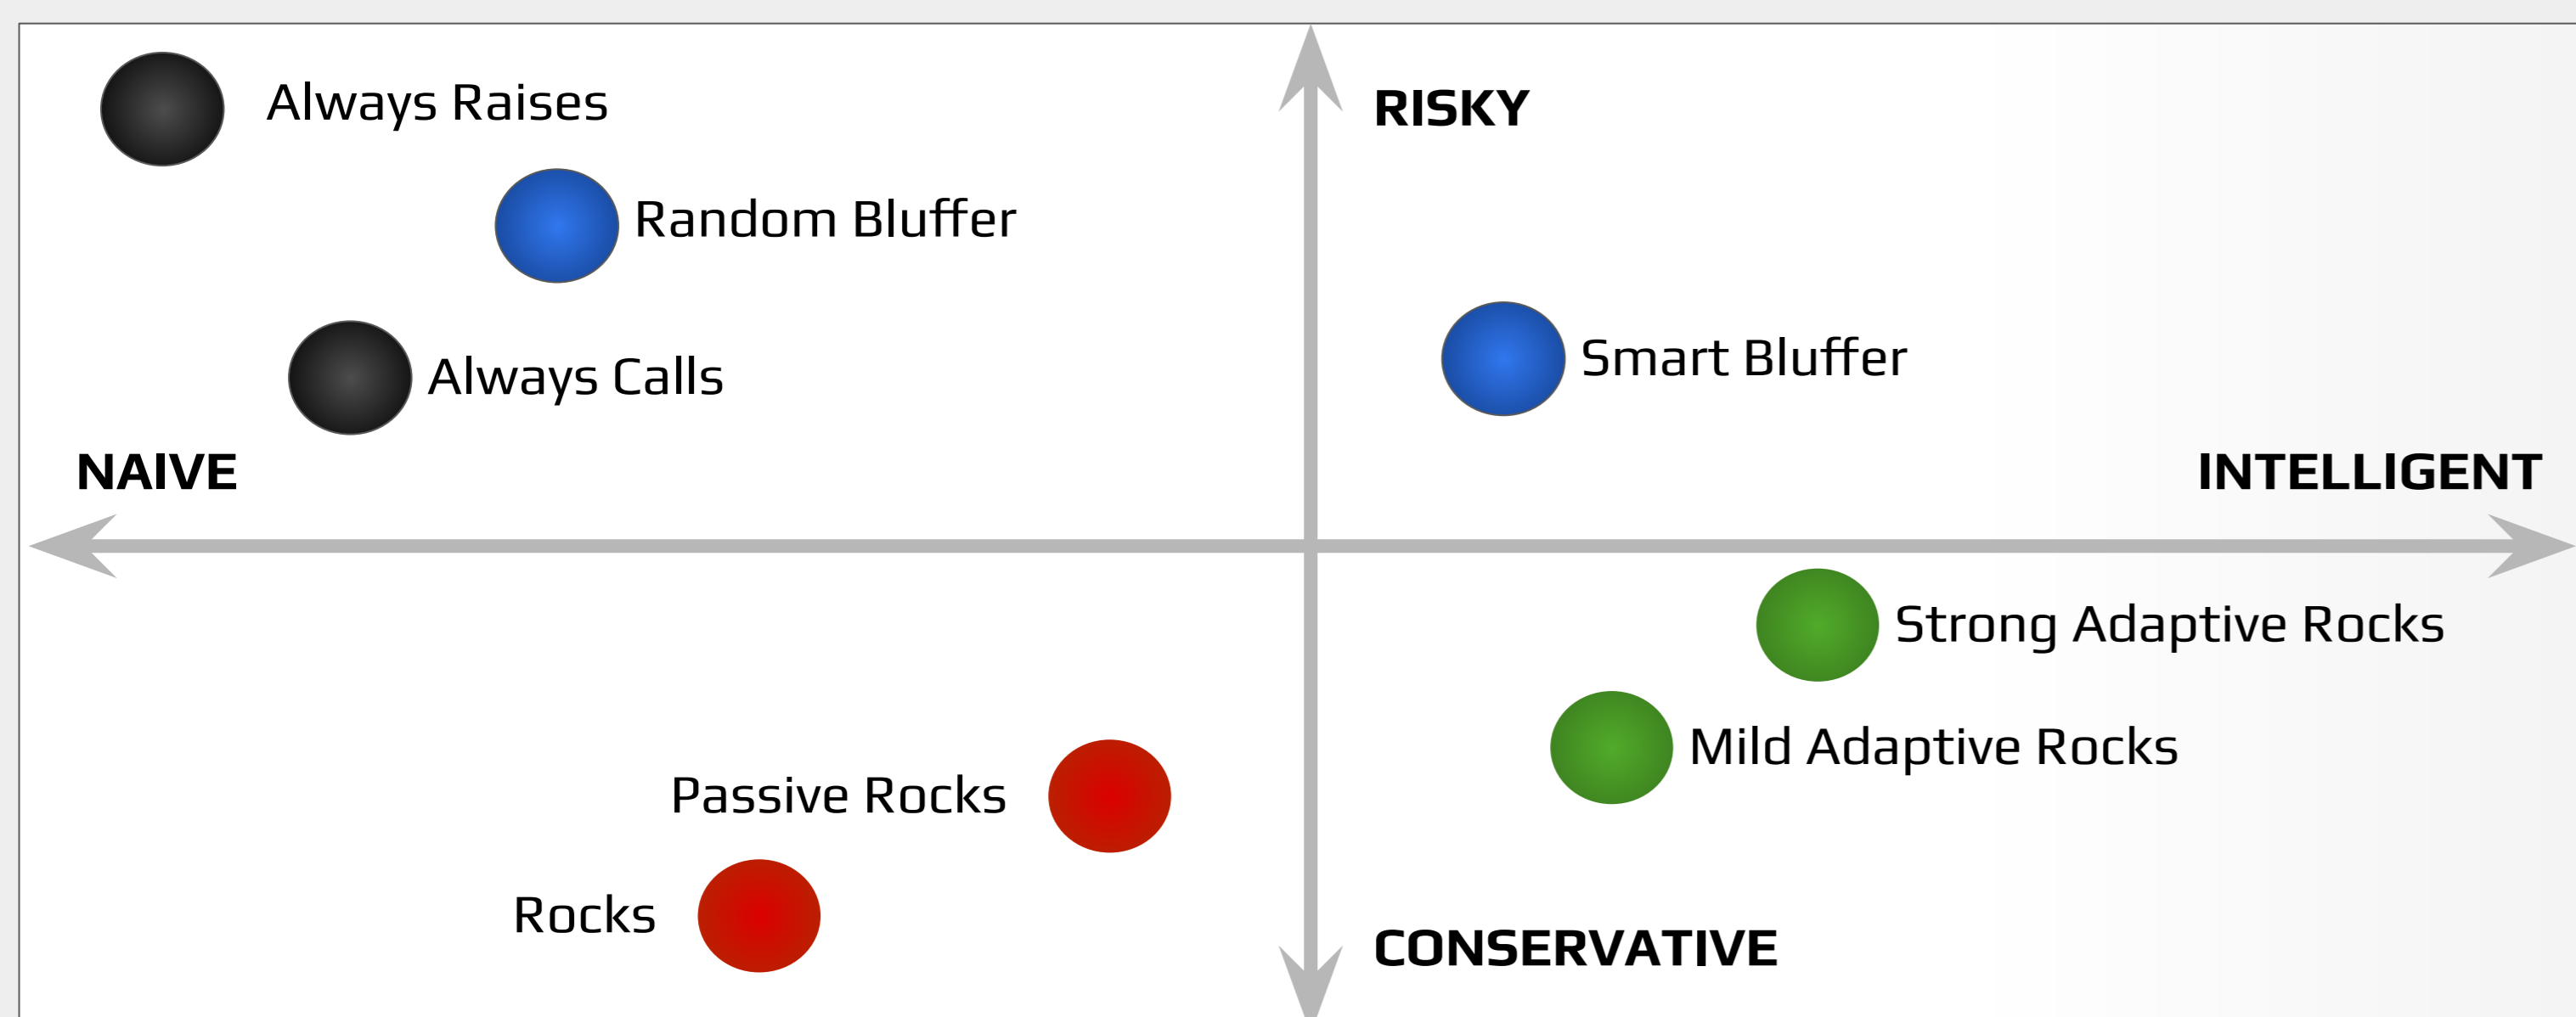 Always Raises
RISKY
Random Bluffer
Smart Bluffer
Always Calls
NAIVE
INTELLIGENT
Strong Adaptive Rocks
Mild Adaptive Rocks
Passive Rocks
Rocks
CONSERVATIVE